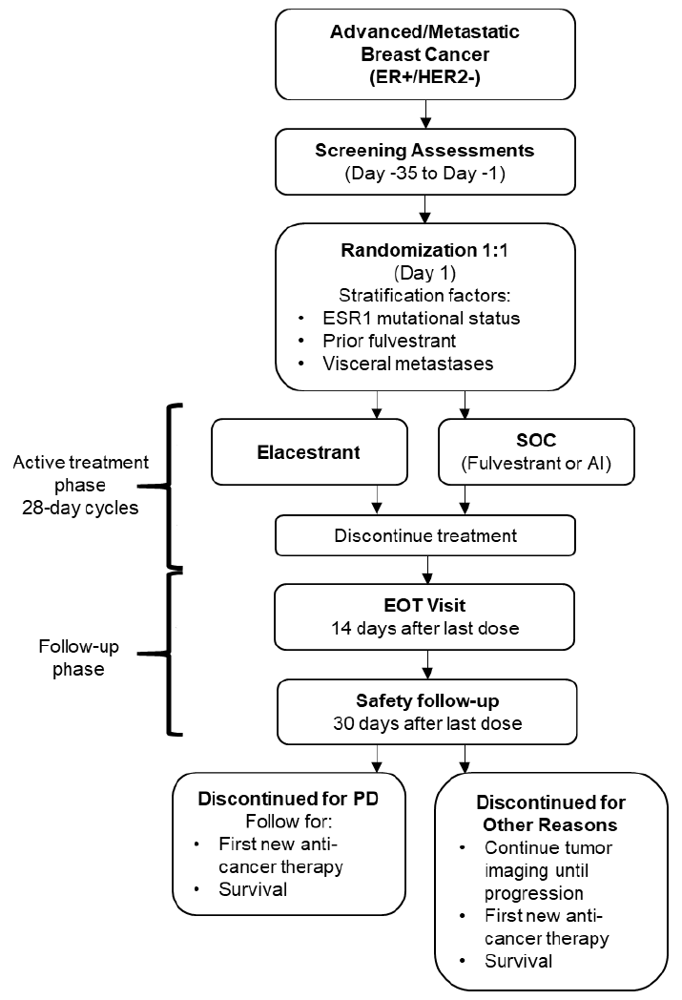 Advanced/Metastatic
Breast Cancer
(ER+/HER2-)
Screening Assessments
(Day -35 to Day -1)
Randomization 1:1
(Day 1)
Stratification factors:
• ESR1 mutational status
• Prior fulvestrant
• Visceral metastases
Active treatment
phase
28-day cycles
Elacestrant
SOC
(Fulvestrant or AI)
Discontinue treatment
Follow-up
phase
EOT Visit
14 days after last dose
Safety follow-up
30 days after last dose
Discontinued for PD
Follow for:
• First new anti-
cancer therapy
• Survival
Discontinued for
Other Reasons
• Continue tumor
imaging until
progression
• First new anti-
cancer therapy
• Survival